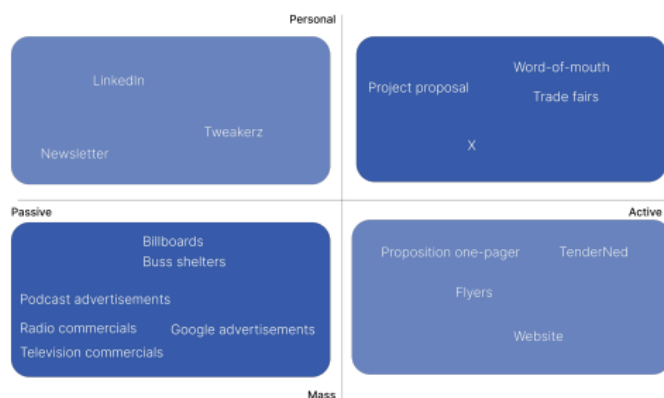 Personal
LinkedIn
Tweakerz
Newsletter
Word-of-mouth
Project proposal
Trade fairs
X
Passive
Active
Billboards
Buss shelters
Podcast advertisements
Radio commercials
Google advertisements
Television commercials
Proposition one-pager
TenderNed
Flyers
Website
Mass